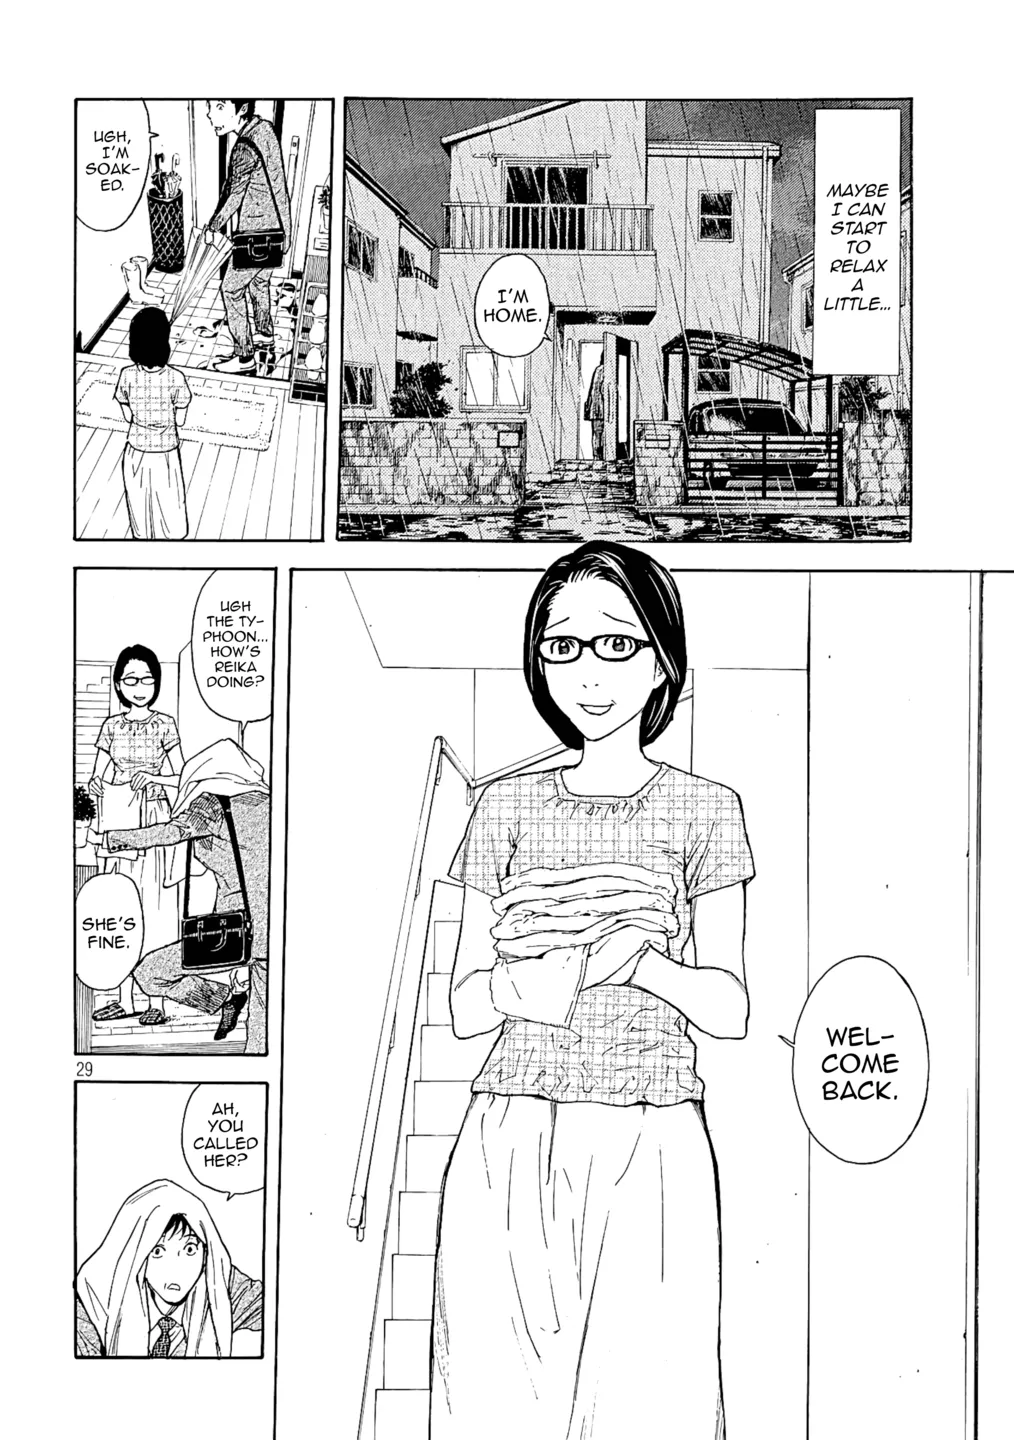 MAYBE
I CAN
START
TO
RELAX
A
LITTLE...
I'M
HOME.
UGH,
I'M
SOAK-
ED.
WEL-
COME
BACK.
UGH
THE TY-
PHOON...
HOW'S
REIKA
DOING?
SHE'S
FINE.
29
AH,
YOU
CALLED
HER?